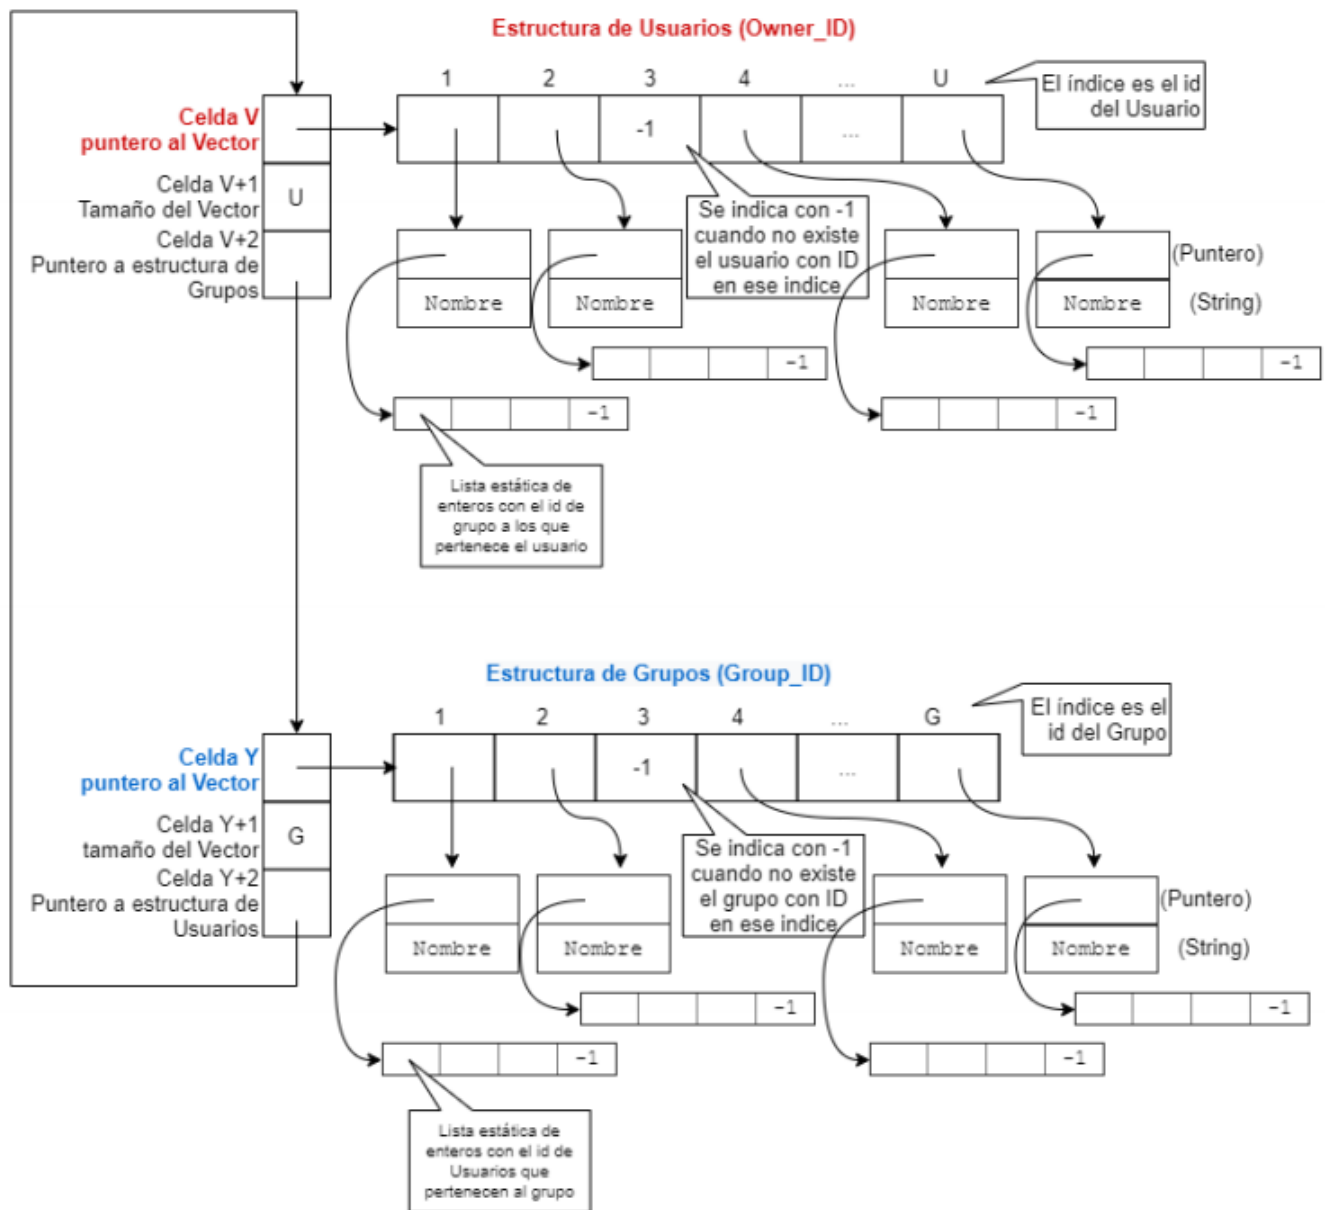 Estructura de Usuarios (Owner_ID)
1 2 3 4 ... U
El índice es el id
del Usuario
Celda V
puntero al Vector
-1
...
Celda V+1
Tamaño del Vector
U
Celda V+2
Puntero a estructura de
Grupos
Se indica con -1
cuando no existe
el usuario con ID
en ese indice
(Puntero)
Nombre
Nombre
Nombre
Nombre
(String)
-1
-1
-1
-1
Lista estática de
enteros con el id de
grupo a los que
pertenece el usuario
Estructura de Grupos (Group_ID)
1 2 3 4 ... G
El índice es el
id del Grupo
Celda Y
puntero al Vector
-1
...
Celda Y+1
tamaño del Vector
G
Celda Y+2
Puntero a estructura de
Usuarios
Se indica con -1
cuando no existe
el grupo con ID
en ese indice
(Puntero)
Nombre
Nombre
Nombre
Nombre
(String)
-1
-1
-1
-1
Lista estática de
enteros con el id de
Usuarios que
pertenecen al grupo